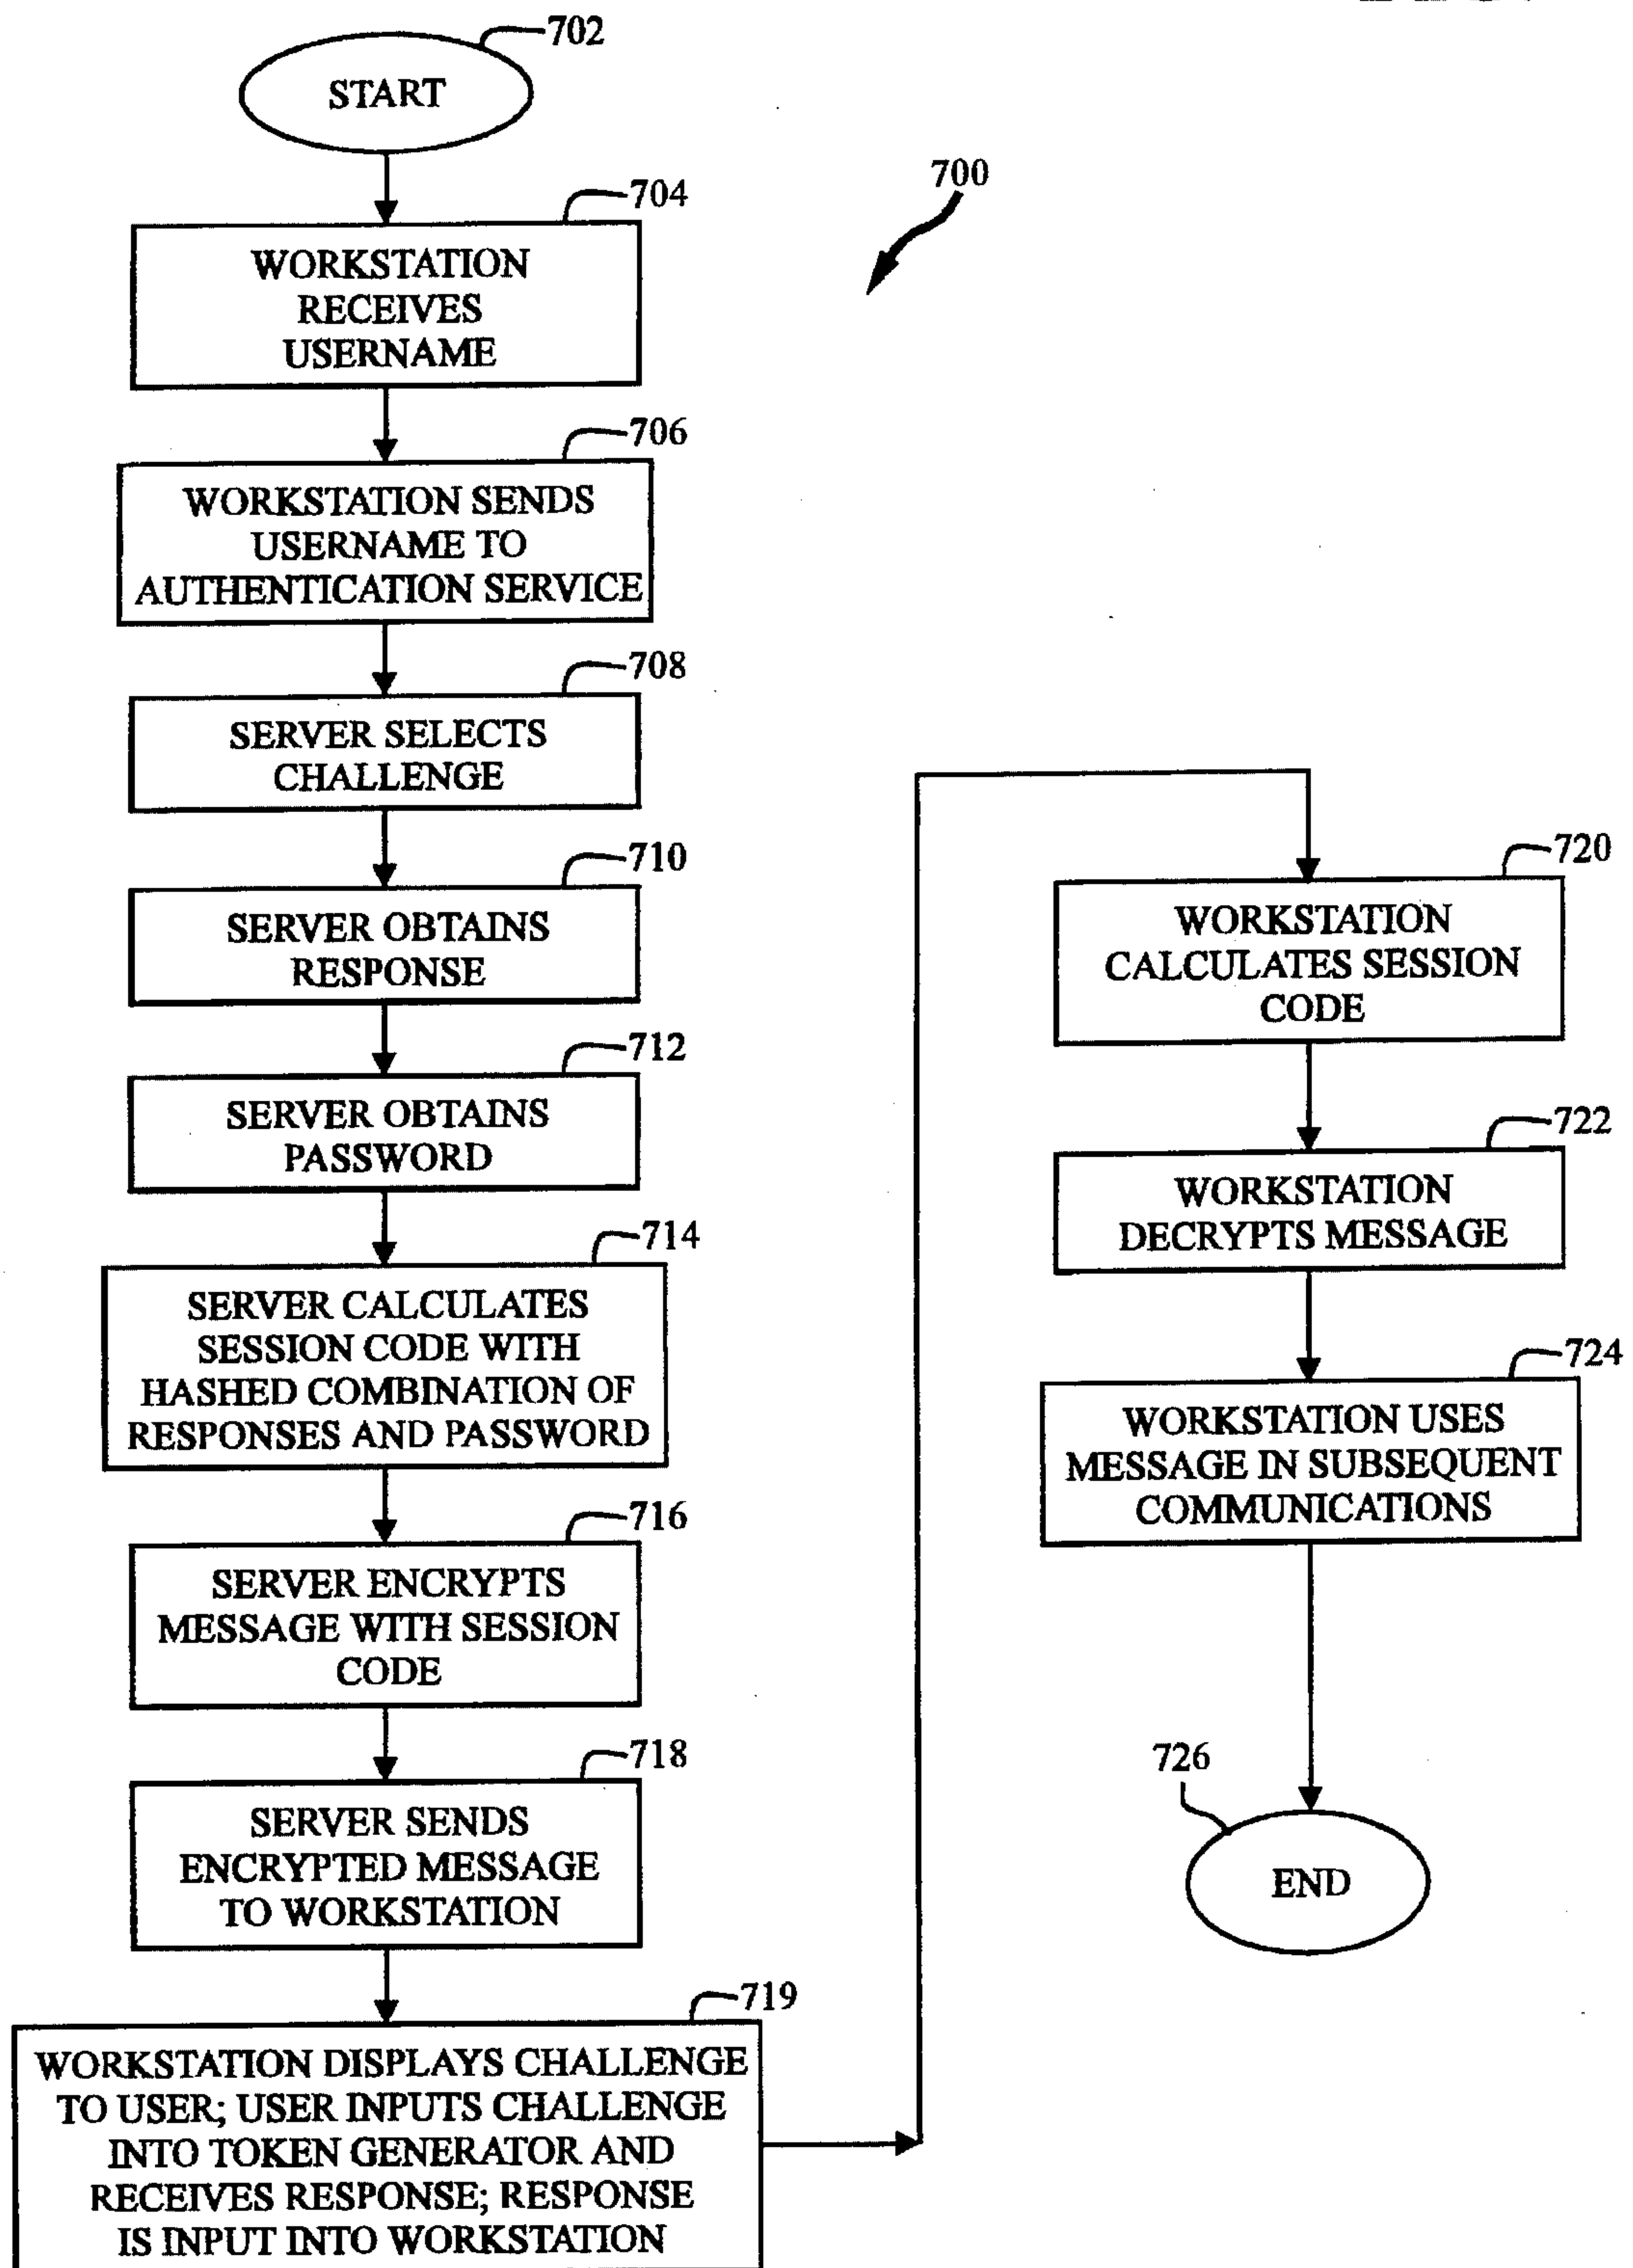 702
START
704
WORKSTATION
RECEIVES
USERNAME
700
706
WORKSTATION SENDS
USERNAME TO
AUTHENTICATION SERVICE
708
SERVER SELECTS
CHALLENGE
710
SERVER OBTAINS
RESPONSE
712
SERVER OBTAINS
PASSWORD
714
SERVER CALCULATES
SESSION CODE WITH
HASHED COMBINATION OF
RESPONSES AND PASSWORD
716
SERVER ENCRYPTS
MESSAGE WITH SESSION
CODE
718
SERVER SENDS
ENCRYPTED MESSAGE
TO WORKSTATION
719
WORKSTATION DISPLAYS CHALLENGE
TO USER; USER INPUTS CHALLENGE
INTO TOKEN GENERATOR AND
RECEIVES RESPONSE; RESPONSE
IS INPUT INTO WORKSTATION
720
WORKSTATION
CALCULATES SESSION
CODE
722
WORKSTATION
DECRYPTS MESSAGE
724
WORKSTATION USES
MESSAGE IN SUBSEQUENT
COMMUNICATIONS
726
END